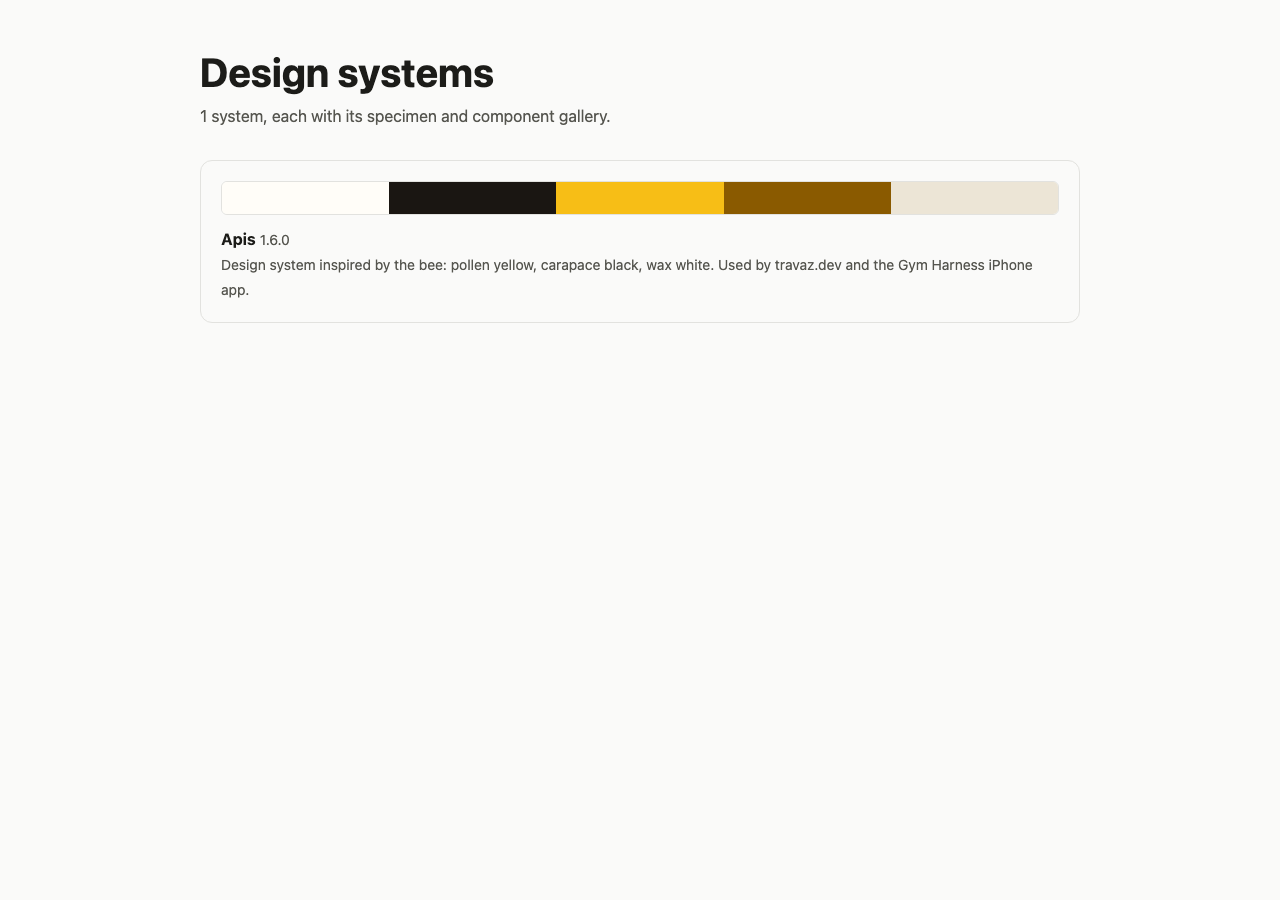 Design systems
1 system, each with its specimen and component gallery.
Apis 1.6.0
Design system inspired by the bee: pollen yellow, carapace black, wax white. Used by travaz.dev and the Gym Harness iPhone
app.